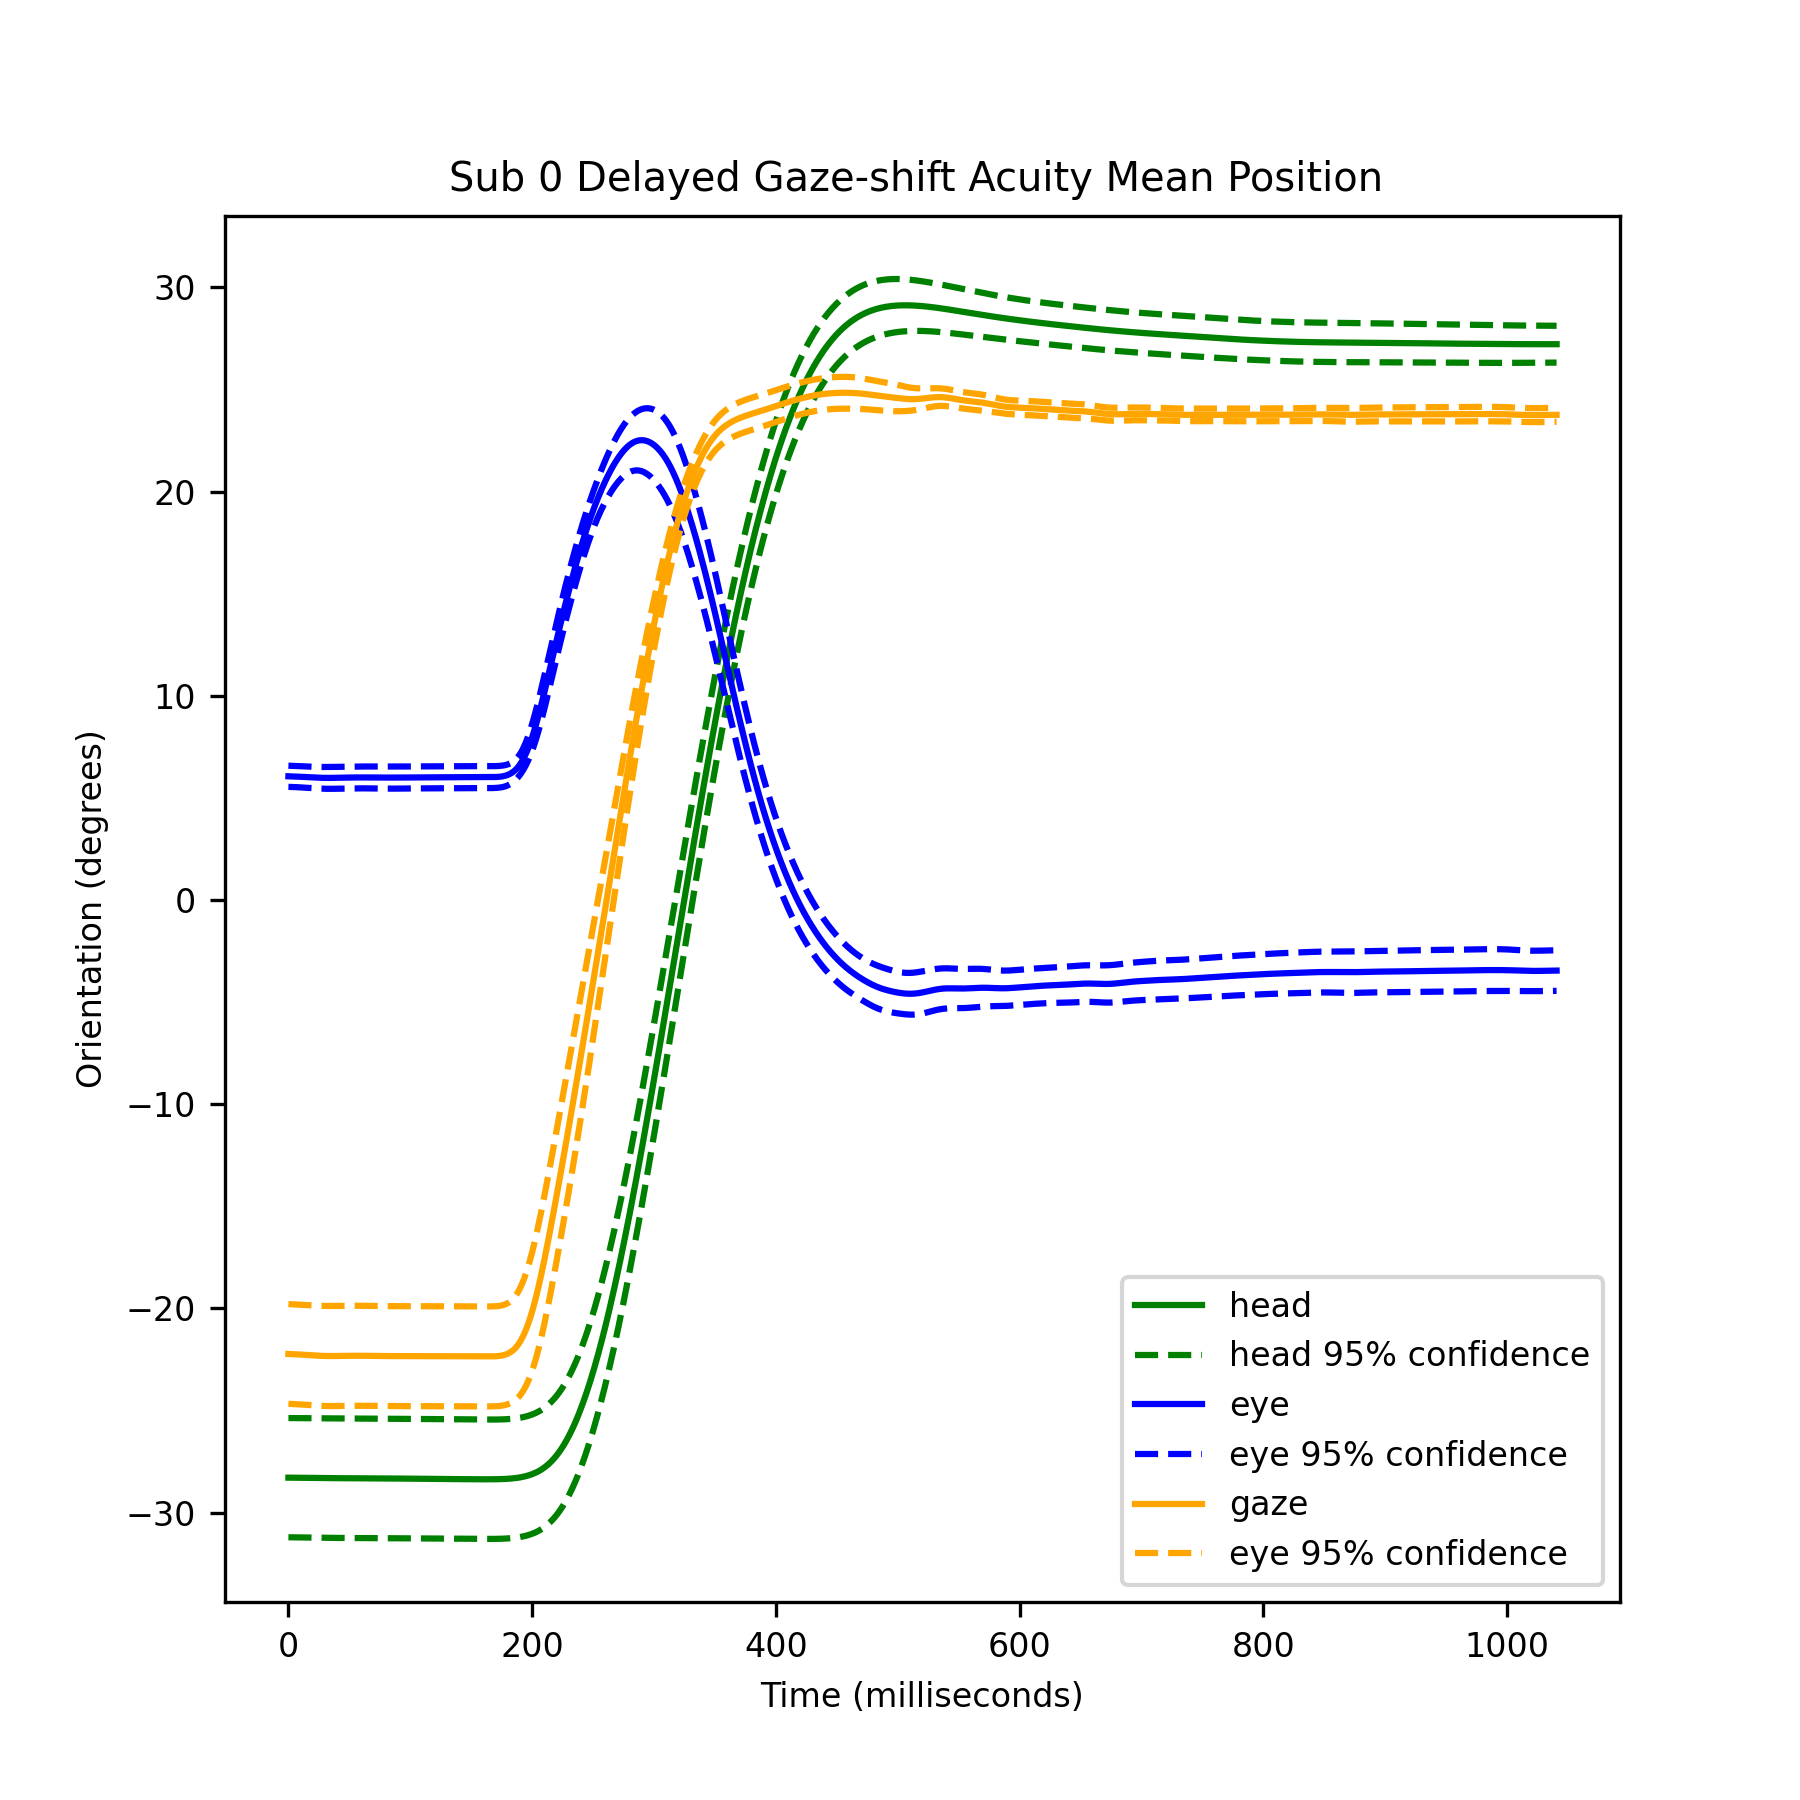 Sub 0 Delayed Gaze-shift Acuity Mean Position
30
20
10
0
−10
−20
−30
Orientation (degrees)
head
head 95% confidence
eye
eye 95% confidence
gaze
eye 95% confidence
0 200 400 600 800 1000
Time (milliseconds)